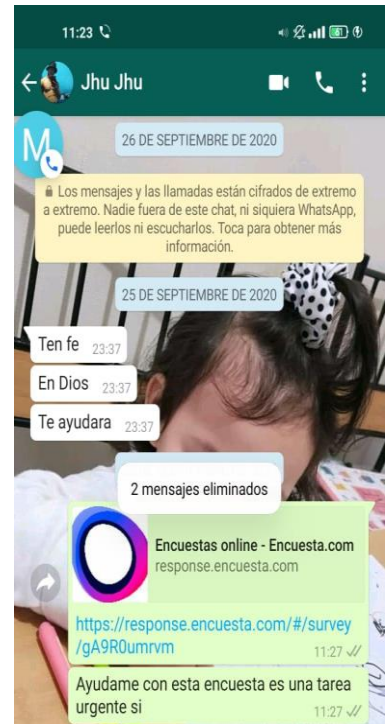 11:23
61
Jhu Jhu
M
26 DE SEPTIEMBRE DE 2020
Los mensajes y las llamadas están cifrados de extremo
a extremo. Nadie fuera de este chat, ni siquiera WhatsApp,
puede leerlos ni escucharlos. Toca para obtener más
información.
25 DE SEPTIEMBRE DE 2020
Ten fe 23:37
En Dios 23:37
Te ayudara 23:37
2 mensajes eliminados
Encuestas online - Encuesta.com
response.encuesta.com
https://response.encuesta.com/#/survey
/gA9R0umrvm 11:27
Ayudame con esta encuesta es una tarea
urgente si 11:27